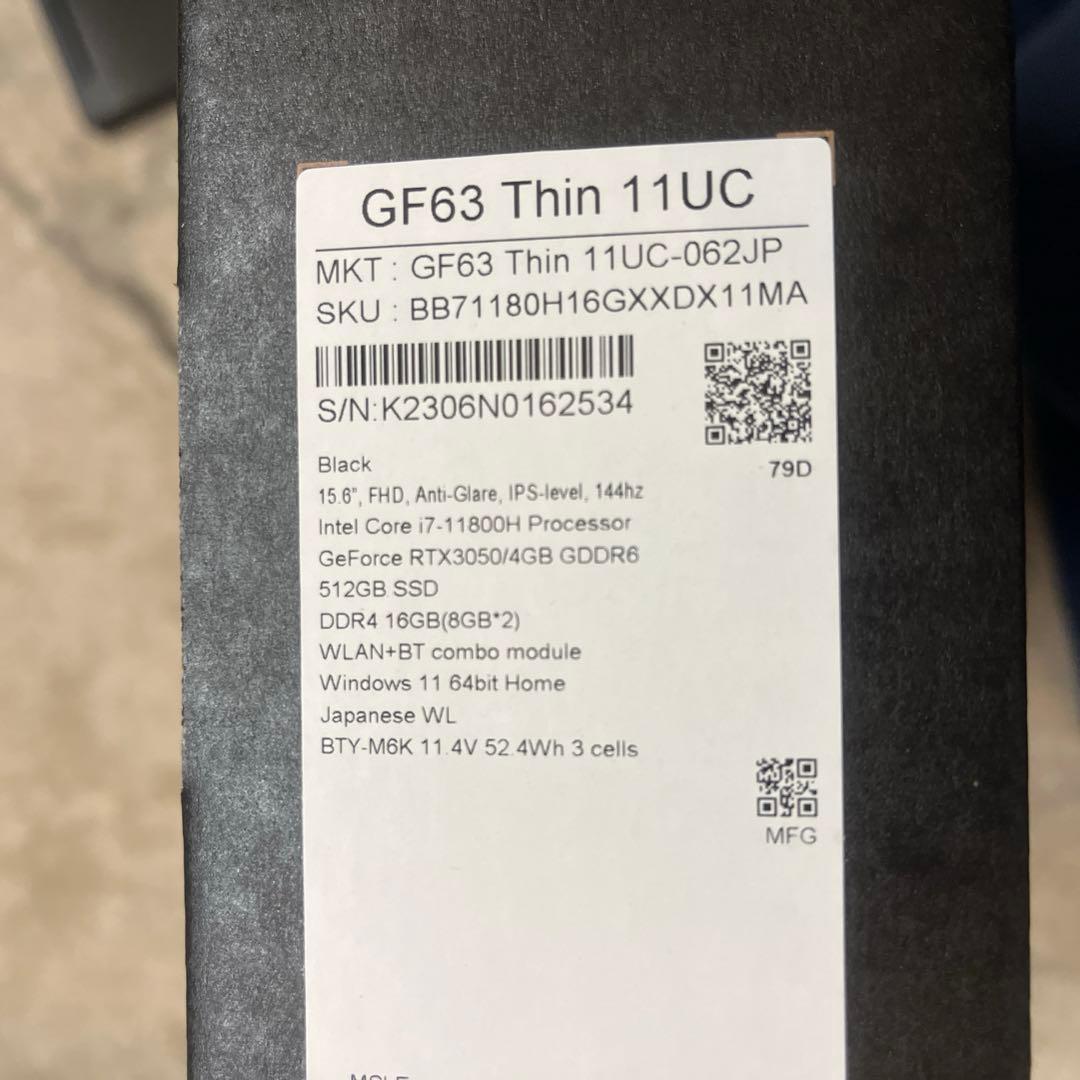 GF63 Thin 11UC
MKT : GF63 Thin 11UC-062JP
SKU : BB71180H16GXXDX11MA
S/N:K2306N0162534
79D
Black
15.6”, FHD, Anti-Glare, IPS-level, 144hz
Intel Core i7-11800H Processor
GeForce RTX3050/4GB GDDR6
512GB SSD
DDR4 16GB(8GB*2)
WLAN+BT combo module
Windows 11 64bit Home
Japanese WL
BTY-M6K 11.4V 52.4Wh 3 cells
MFG